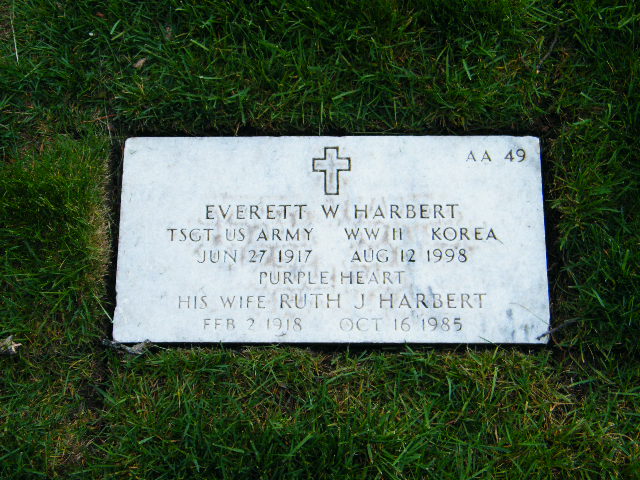 AA 49
EVERETT W HARBERT
TSGT US ARMY WW II KOREA
JUN 27 1917 AUG 12 1998
PURPLE HEART
HIS WIFE RUTH J HARBERT
FEB 2 1918 OCT 16 1985